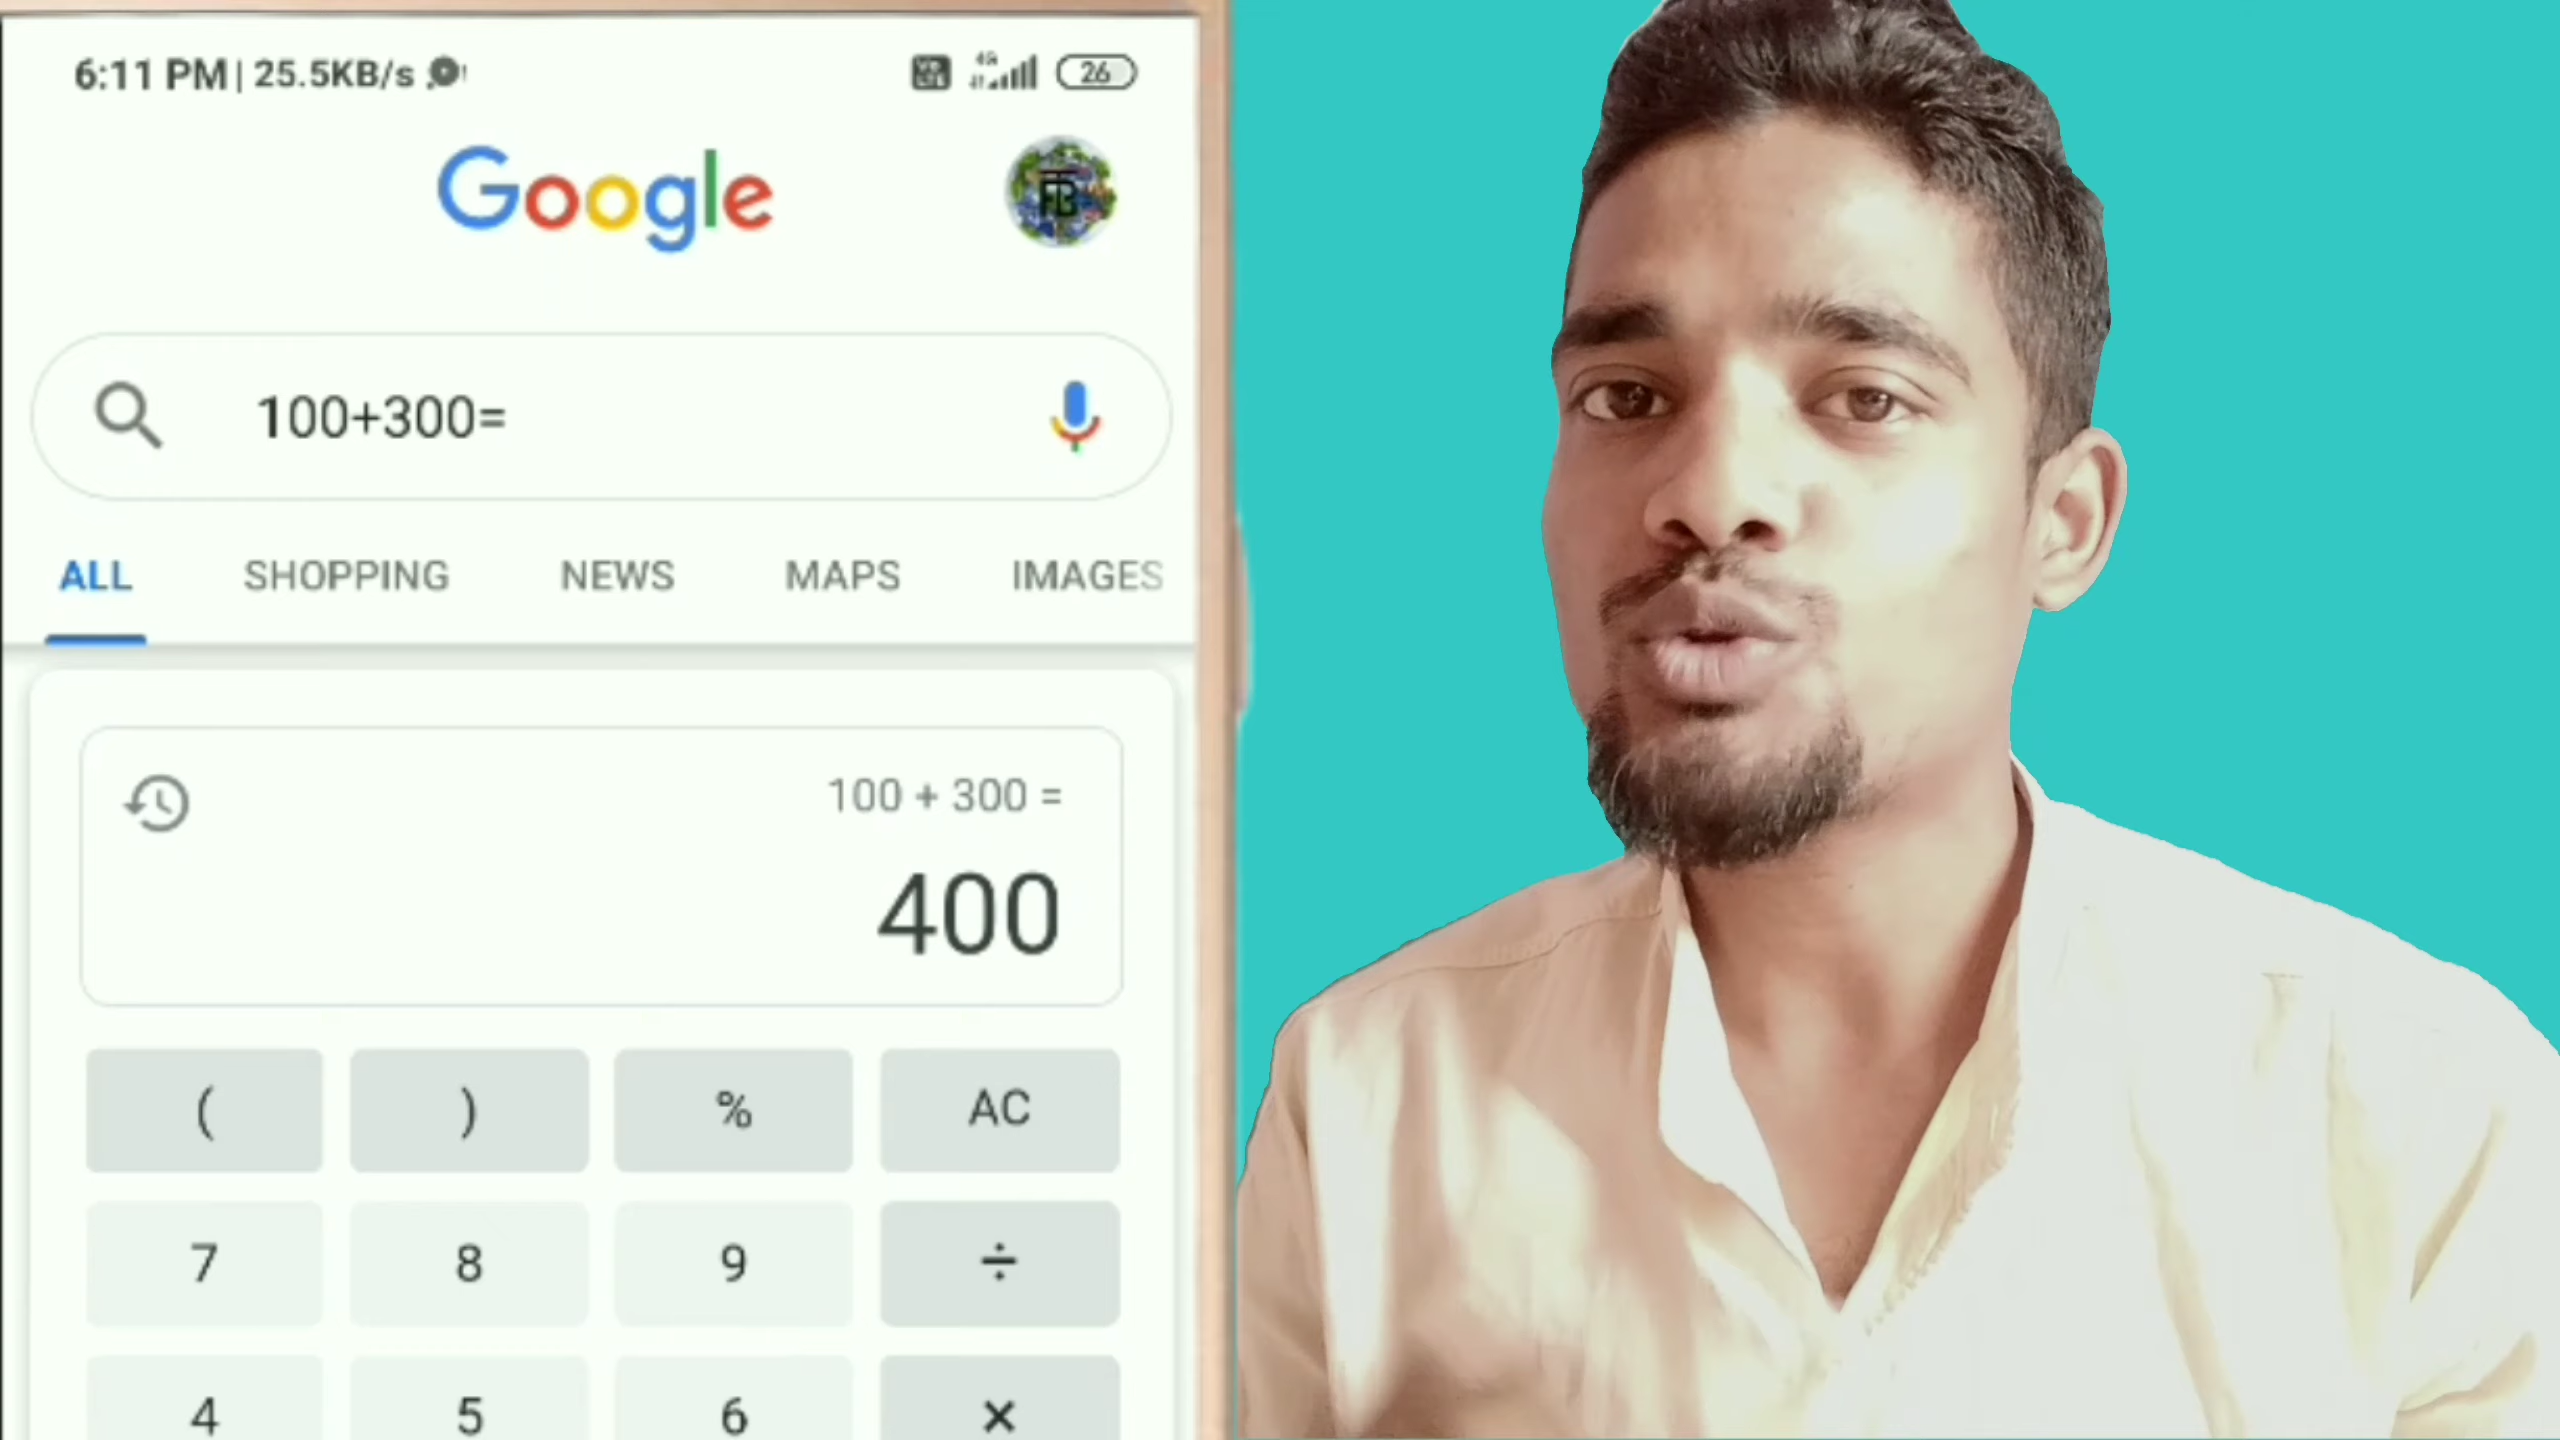 6:11 PM | 25.5KB/s
4G
26
Google
100+300=
ALL SHOPPING NEWS MAPS IMAGES
100 + 300 =
400
( ) % AC
7 8 9 ÷
4 5 6 ×